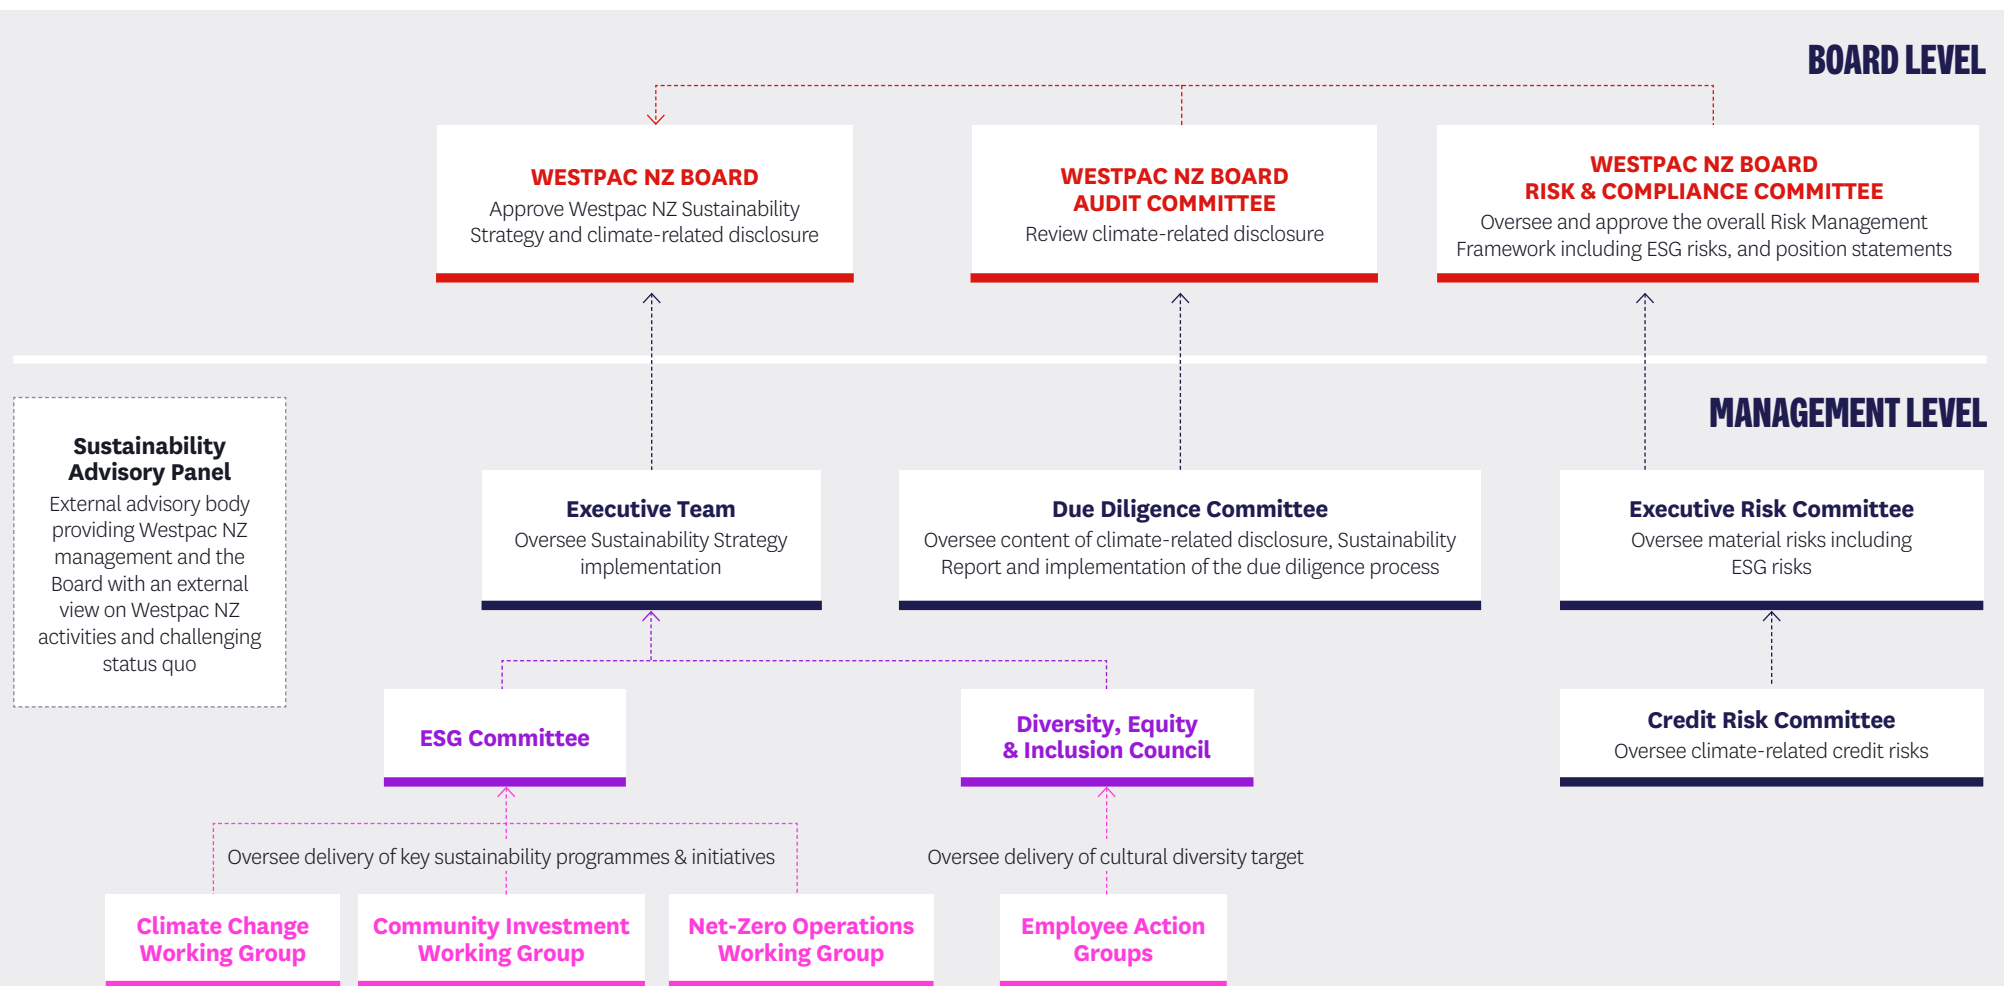 BOARD LEVEL
WESTPAC NZ BOARD
Approve Westpac NZ Sustainability
Strategy and climate-related disclosure
WESTPAC NZ BOARD
AUDIT COMMITTEE
Review climate-related disclosure
WESTPAC NZ BOARD
RISK & COMPLIANCE COMMITTEE
Oversee and approve the overall Risk Management
Framework including ESG risks, and position statements
MANAGEMENT LEVEL
Sustainability
Advisory Panel
External advisory body
providing Westpac NZ
management and the
Board with an external
view on Westpac NZ
activities and challenging
status quo
Executive Team
Oversee Sustainability Strategy
implementation
Due Diligence Committee
Oversee content of climate-related disclosure, Sustainability
Report and implementation of the due diligence process
Executive Risk Committee
Oversee material risks including
ESG risks
ESG Committee
Diversity, Equity
& Inclusion Council
Credit Risk Committee
Oversee climate-related credit risks
Oversee delivery of key sustainability programmes & initiatives
Oversee delivery of cultural diversity target
Climate Change
Working Group
Community Investment
Working Group
Net-Zero Operations
Working Group
Employee Action
Groups